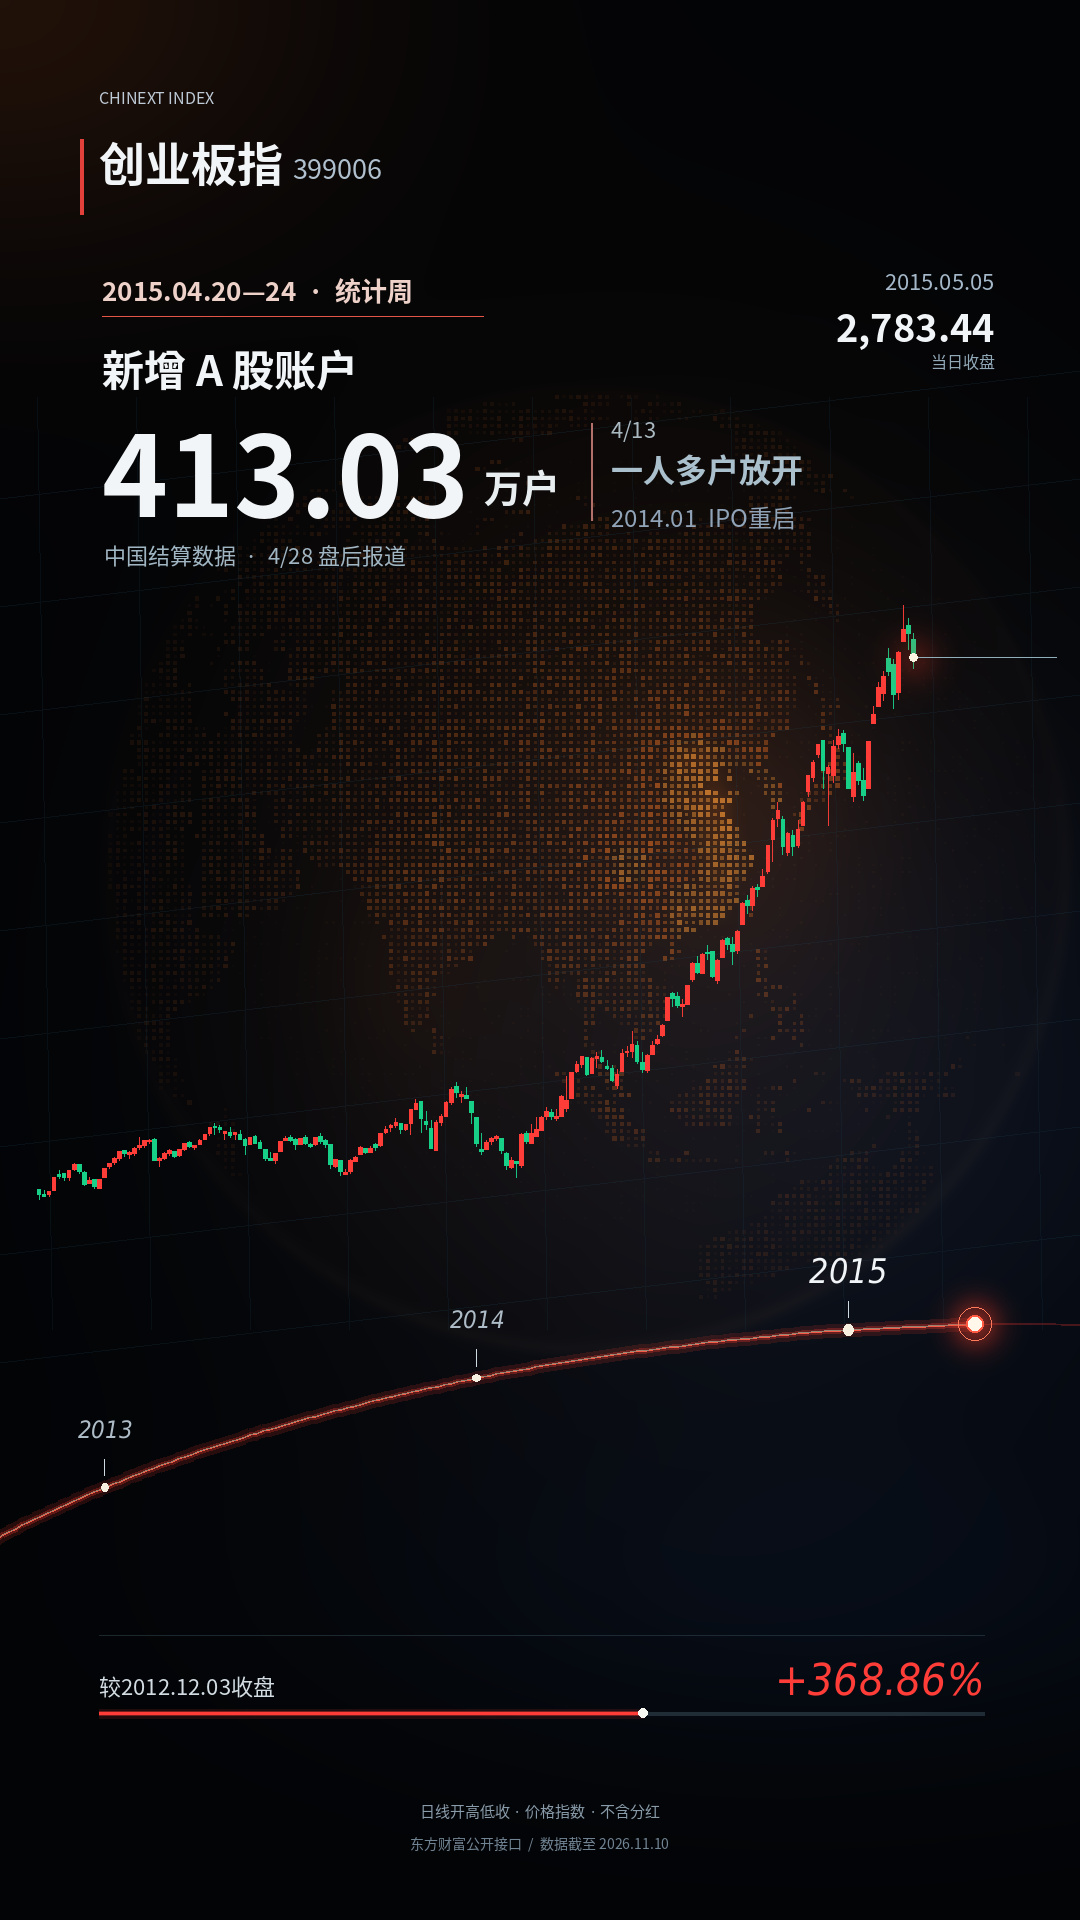 CHINEXT INDEX
创业板指 399006
2015.04.20—24 · 统计周
2015.05.05
2,783.44
当日收盘
新增 A 股账户
413.03 万户
4/13
一人多户放开
2014.01 IPO重启
中国结算数据 · 4/28 盘后报道
2015
2014
2013
较2012.12.03收盘
+368.86%
日线开高低收 · 价格指数 · 不含分红
东方财富公开接口 / 数据截至 2026.11.10